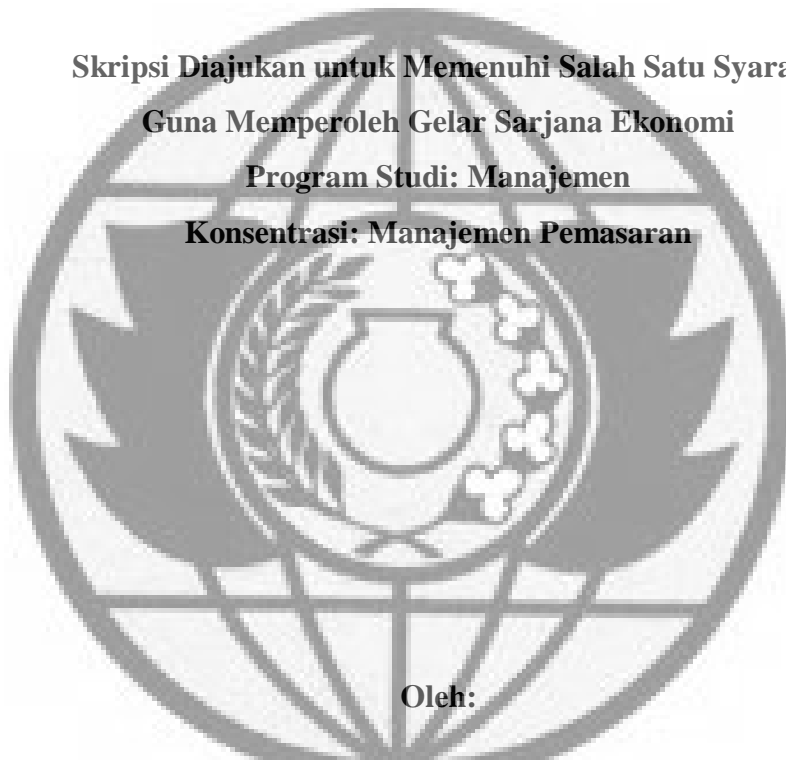 Skripsi Diajukan untuk Memenuhi Salah Satu Syara
Guna Memperoleh Gelar Sarjana Ekonomi
Program Studi: Manajemen
Konsentrasi: Manajemen Pemasaran
Oleh: